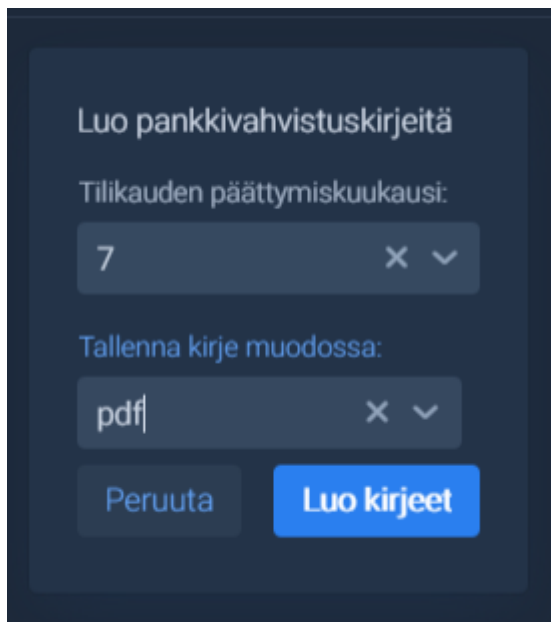 Luo pankkivahvistuskirjeitä
Tilikauden päättymiskuukausi:
7
Tallenna kirje muodossa:
pdf
Peruuta Luo kirjeet